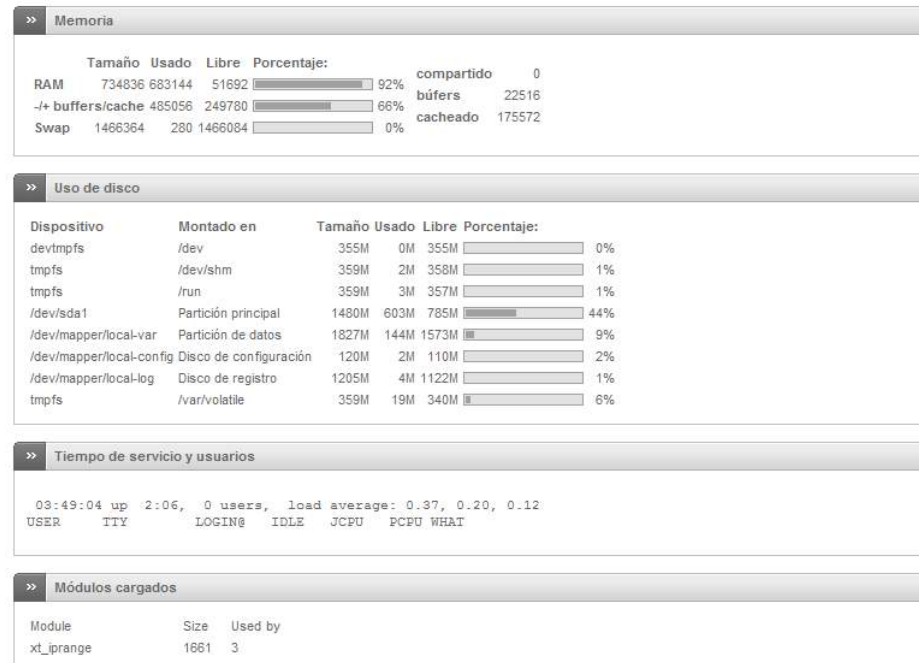 » Memoria
Tamaño Usado Libre Porcentaje:
RAM 734836 683144 51692 92%
-/+ buffers/cache 485056 249780 66%
Swap 1466364 280 1466084 0%
compartido 0
búfers 22516
cacheado 175572
» Uso de disco
Dispositivo Montado en Tamaño Usado Libre Porcentaje:
devtmpfs /dev 355M 0M 355M 0%
tmpfs /dev/shm 359M 2M 358M 1%
tmpfs /run 359M 3M 357M 1%
/dev/sda1 Partición principal 1480M 603M 785M 44%
/dev/mapper/local-var Partición de datos 1827M 144M 1573M 9%
/dev/mapper/local-config Disco de configuración 120M 2M 110M 2%
/dev/mapper/local-log Disco de registro 1205M 4M 1122M 1%
tmpfs /var/volatile 359M 19M 340M 6%
» Tiempo de servicio y usuarios
03:49:04 up 2:06, 0 users, load average: 0.37, 0.20, 0.12
USER TTY LOGIN@ IDLE JCPU PCPU WHAT
» Módulos cargados
Module Size Used by
xt_iprange 1661 3